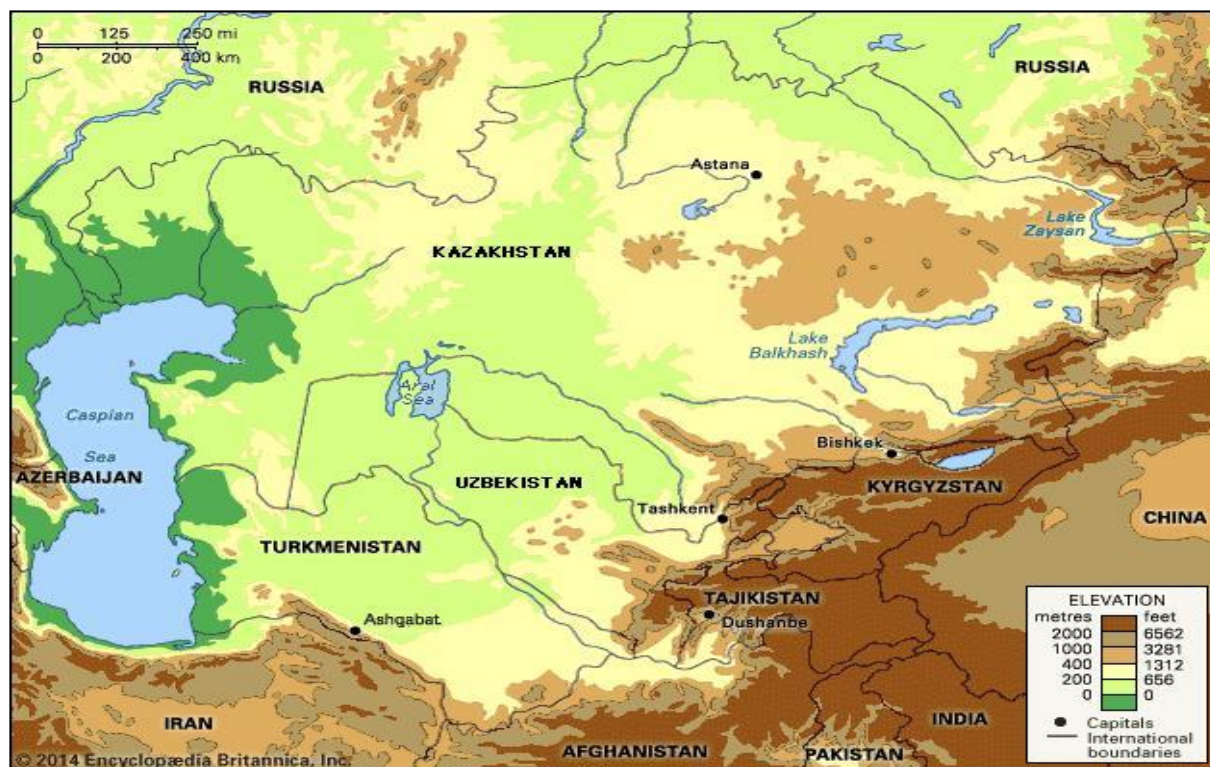 0 125 250 mi
0 200 400 km
RUSSIA
RUSSIA
Astana
Lake
Zaysan
KAZAKHSTAN
Lake
Balkhash
Aral
Sea
Caspian
Sea
AZERBAIJAN
Bishkek
UZBEKISTAN
KYRGYZSTAN
Tashkent
CHINA
TURKMENISTAN
TAJIKISTAN
Dushanbe
Ashgabat
ELEVATION
metres feet
2000 6562
1000 3281
400 1312
200 656
0 0
Capitals
International
boundaries
IRAN
INDIA
AFGHANISTAN
PAKISTAN
© 2014 Encyclopædia Britannica, Inc.